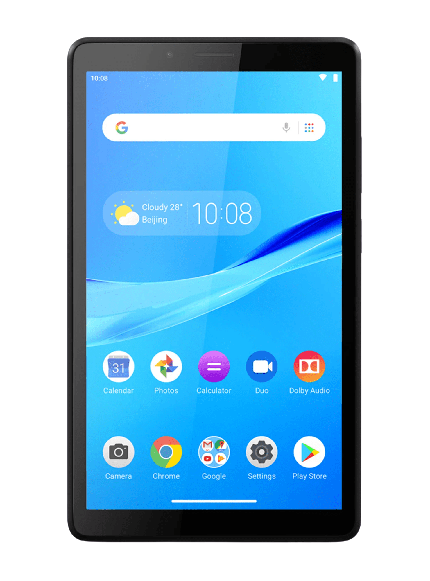 10:08
Cloudy 28°
Beijing
10:08
31
Calendar
Photos
Calculator
Duo
Dolby Audio
Camera
Chrome
Google
Settings
Play Store